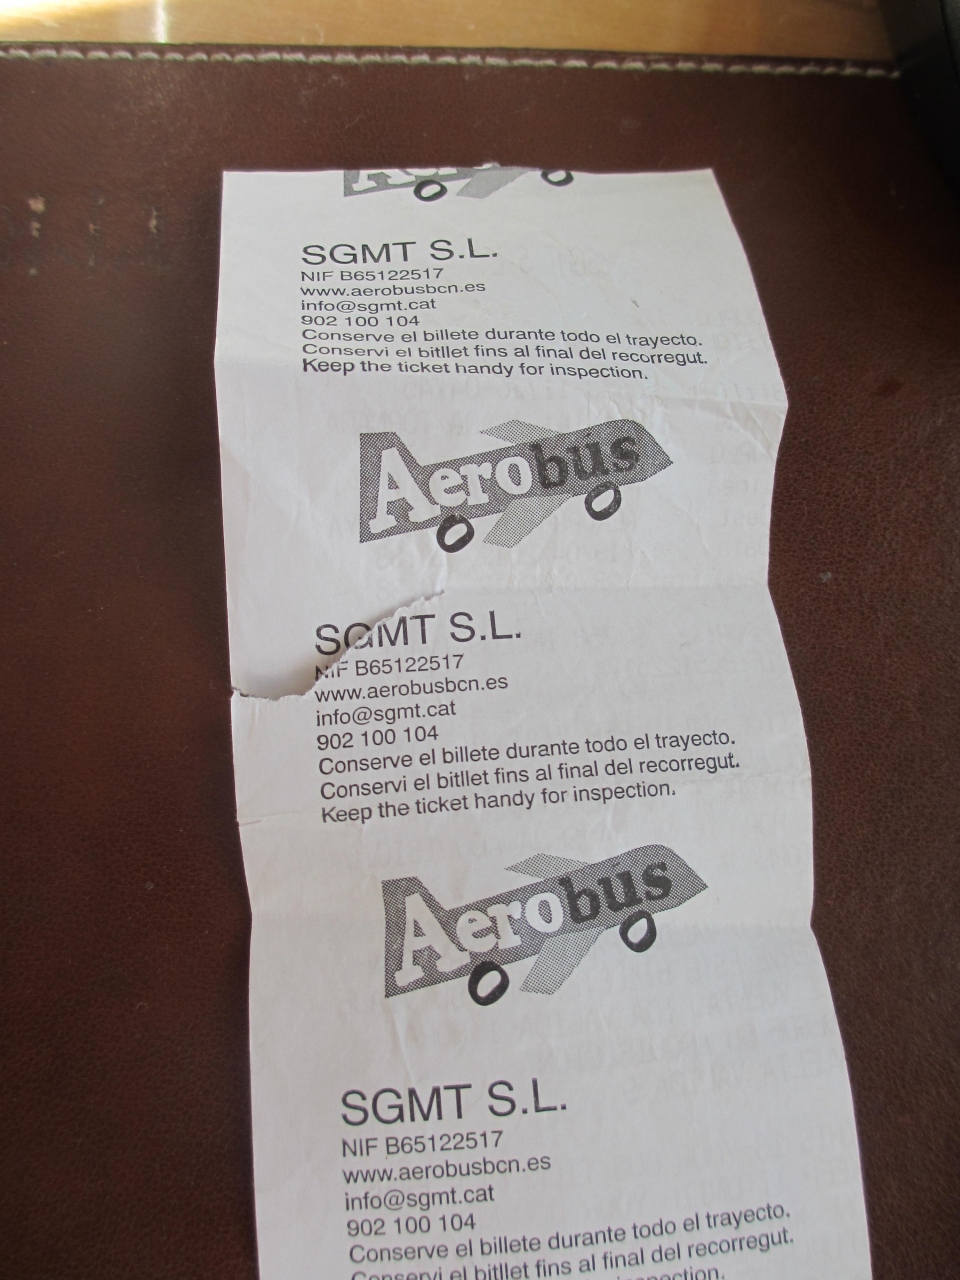 SGMT S.L.
NIF B65122517
www.aerobusbcn.es
info@sgmt.cat
902 100 104
Conserve el billete durante todo el trayecto.
Conservi el bitllet fins al final del recorregut.
Keep the ticket handy for inspection.
Aerobus
SGMT S.L.
NIF B65122517
www.aerobusbcn.es
info@sgmt.cat
902 100 104
Conserve el billete durante todo el trayecto.
Conservi el bitllet fins al final del recorregut.
Keep the ticket handy for inspection.
Aerobus
SGMT S.L.
NIF B65122517
www.aerobusbcn.es
info@sgmt.cat
902 100 104
Conserve el billete durante todo el trayecto.
Conservi el bitllet fins al final del recorregut.
inspection.